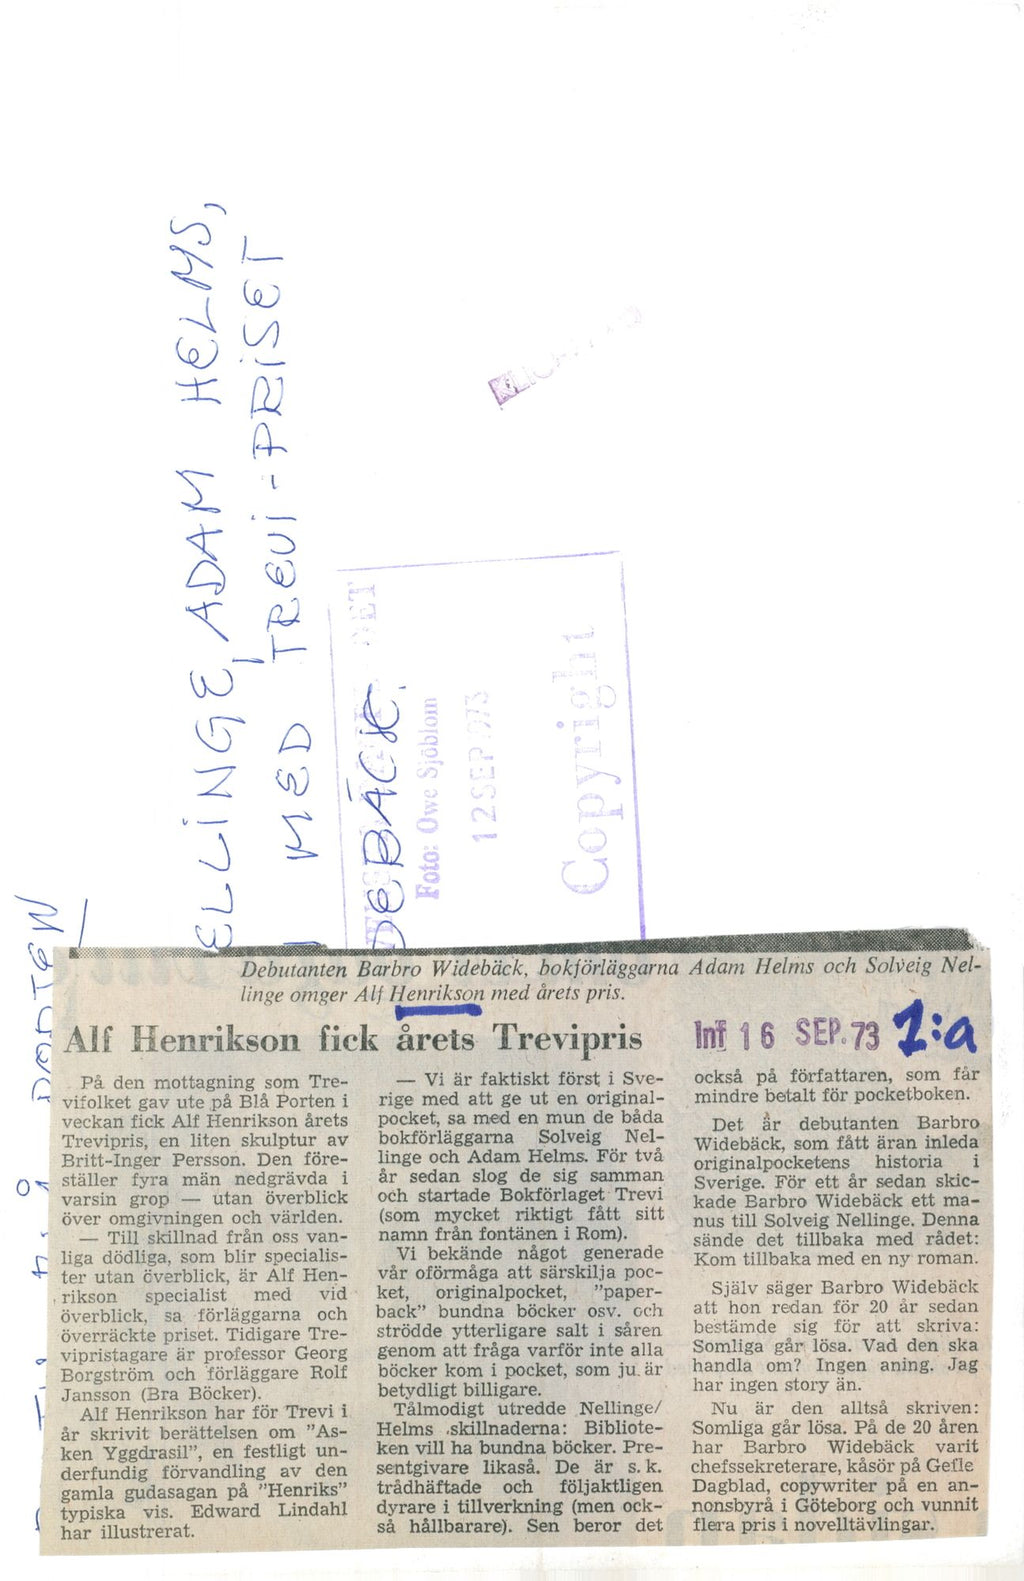 ELLINGE, ADAM HELMS,
MED TREVI-PRISET
DEBÄCK.
Foto: Owe Sjöblom
12 SEP 1973
Copyright
Debutanten Barbro Widebäck, bokförläggarna Adam Helms och Solveig Nel-
linge omger Alf Henrikson med årets pris.
Alf Henrikson fick årets Trevipris
Inf 16 SEP. 73
1:a
På den mottagning som Tre-
vifolket gav ute på Blå Porten i
veckan fick Alf Henrikson årets
Trevipris, en liten skulptur av
Britt-Inger Persson. Den före-
ställer fyra män nedgrävda i
varsin grop — utan överblick
över omgivningen och världen.
— Till skillnad från oss van-
liga dödliga, som blir specialis-
ter utan överblick, är Alf Hen-
rikson specialist med vid
överblick, sa förläggarna och
överräckte priset. Tidigare Tre-
vipristagare är professor Georg
Borgström och förläggare Rolf
Jansson (Bra Böcker).
Alf Henrikson har för Trevi i
år skrivit berättelsen om "As-
ken Yggdrasil", en festligt un-
derfundig förvandling av den
gamla gudasagan på "Henriks"
typiska vis. Edward Lindahl
har illustrerat.
— Vi är faktiskt först i Sve-
rige med att ge ut en original-
pocket, sa med en mun de båda
bokförläggarna Solveig Nel-
linge och Adam Helms. För två
år sedan slog de sig samman
och startade Bokförlaget Trevi
(som mycket riktigt fått sitt
namn från fontänen i Rom).
Vi bekände något generade
vår oförmåga att särskilja poc-
ket, originalpocket, "paper-
back" bundna böcker osv. och
strödde ytterligare salt i såren
genom att fråga varför inte alla
böcker kom i pocket, som ju är
betydligt billigare.
Tålmodigt utredde Nellinge/
Helms skillnaderna: Bibliote-
ken vill ha bundna böcker. Pre-
sentgivare likaså. De är s. k.
trådhäftade och följaktligen
dyrare i tillverkning (men ock-
så hållbarare). Sen beror det
också på författaren, som får
mindre betalt för pocketboken.
Det är debutanten Barbro
Widebäck, som fått äran inleda
originalpocketens historia i
Sverige. För ett år sedan skic-
kade Barbro Widebäck ett ma-
nus till Solveig Nellinge. Denna
sände det tillbaka med rådet:
Kom tillbaka med en ny roman.
Själv säger Barbro Widebäck
att hon redan för 20 år sedan
bestämde sig för att skriva:
Somliga går lösa. Vad den ska
handla om? Ingen aning. Jag
har ingen story än.
Nu är den alltså skriven:
Somliga går lösa. På de 20 åren
har Barbro Widebäck varit
chefssekreterare, kåsör på Gefle
Dagblad, copywriter på en an-
nonsbyrå i Göteborg och vunnit
flera pris i novelltävlingar.